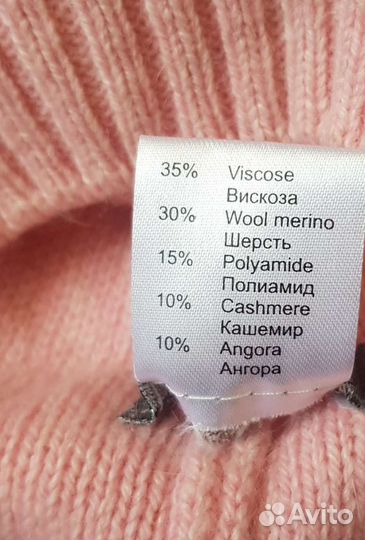 35% Viscose
Вискоза
30% Wool merino
Шерсть
15% Polyamide
Полиамид
10% Cashmere
Кашемир
10% Angora
Ангора
Avito